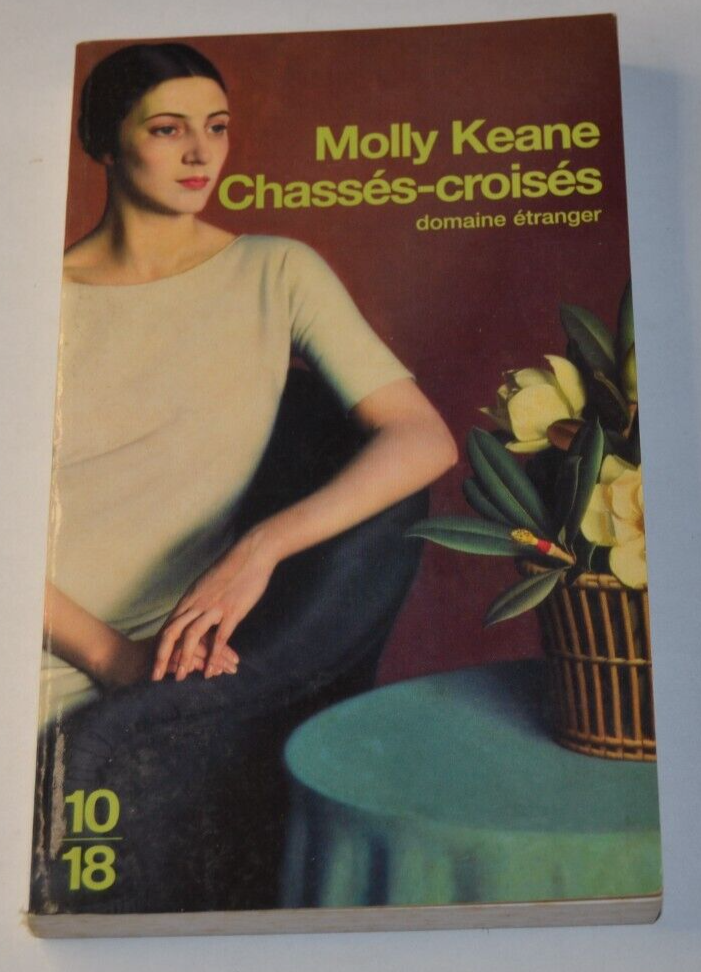 Molly Keane
Chassés-croisés
domaine étranger
10
18